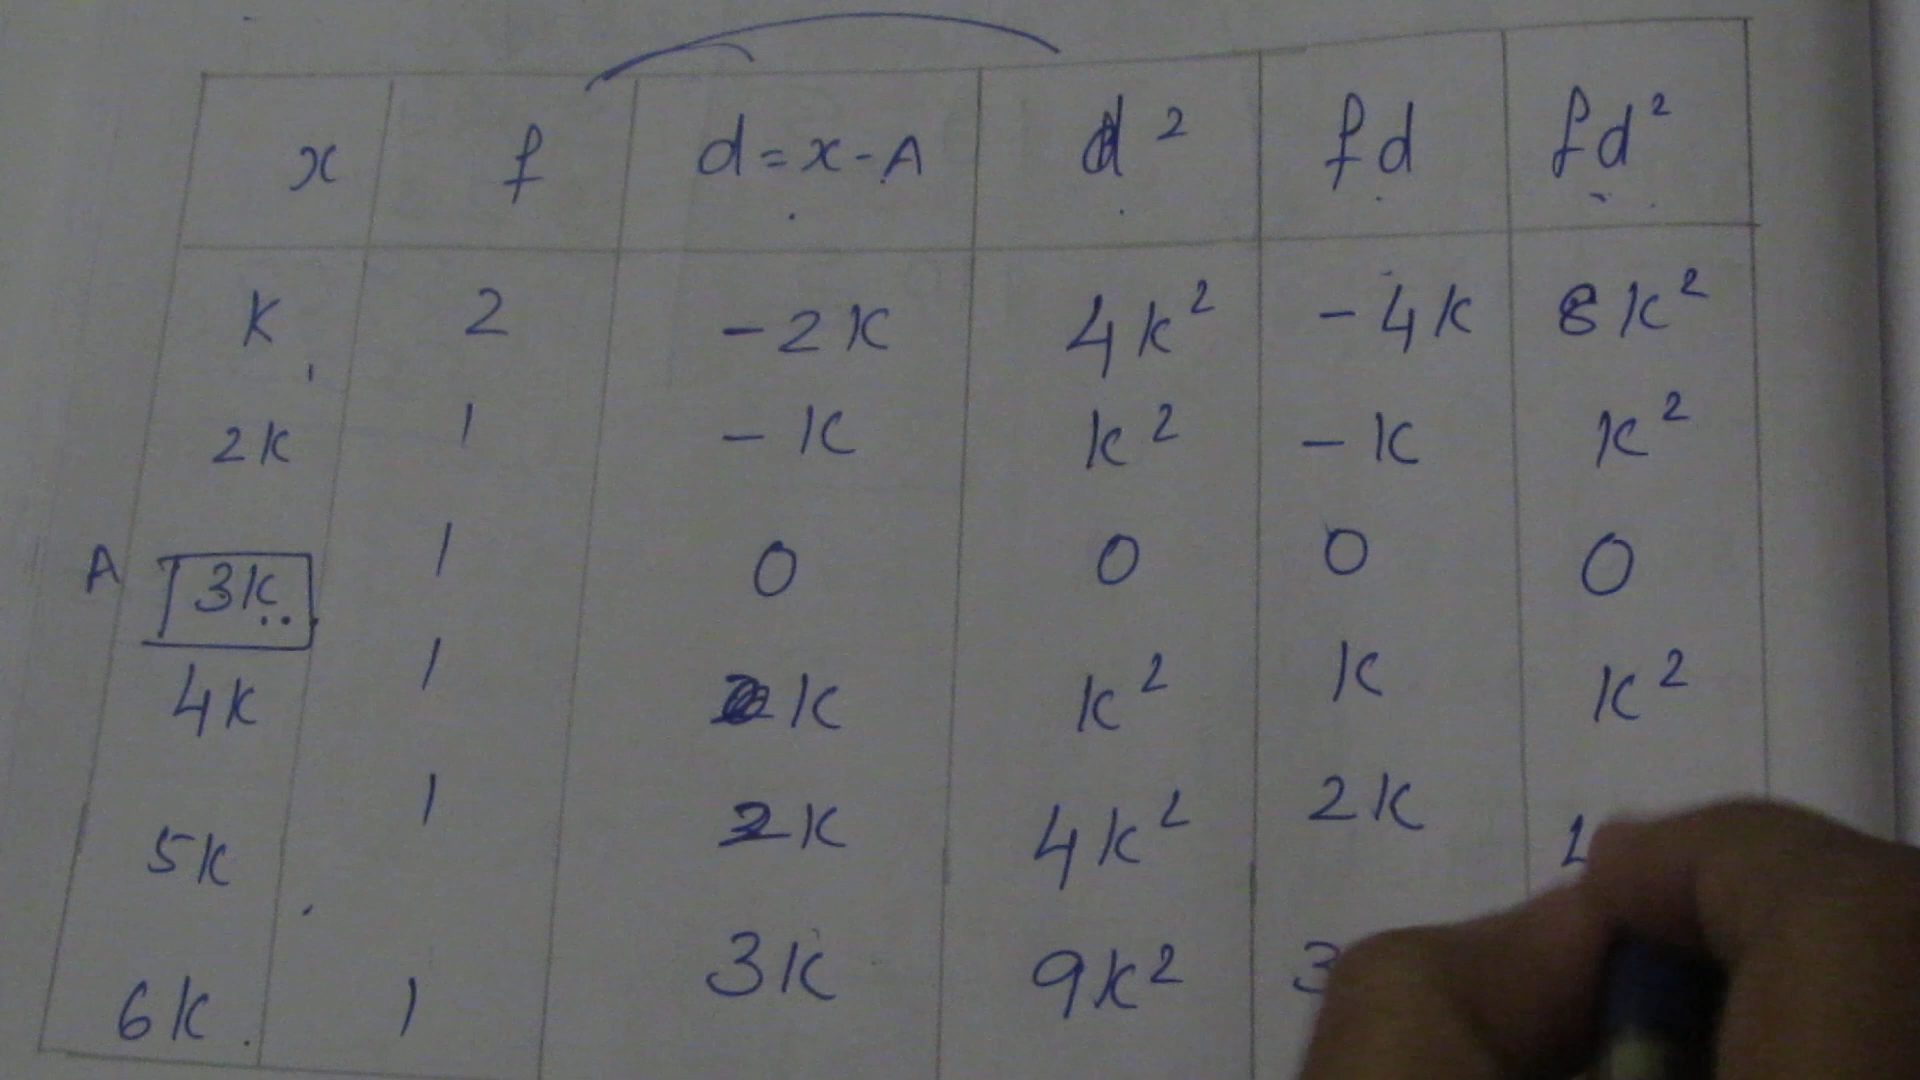 x f d=x-A d² fd fd²
K 2 -2K 4K² -4K 8K²
2K 1 -K K² -K K²
A 3K 1 0 0 0 0
4K 1 K K² K K²
5K 1 2K 4K² 2K
6K 1 3K 9K² 3